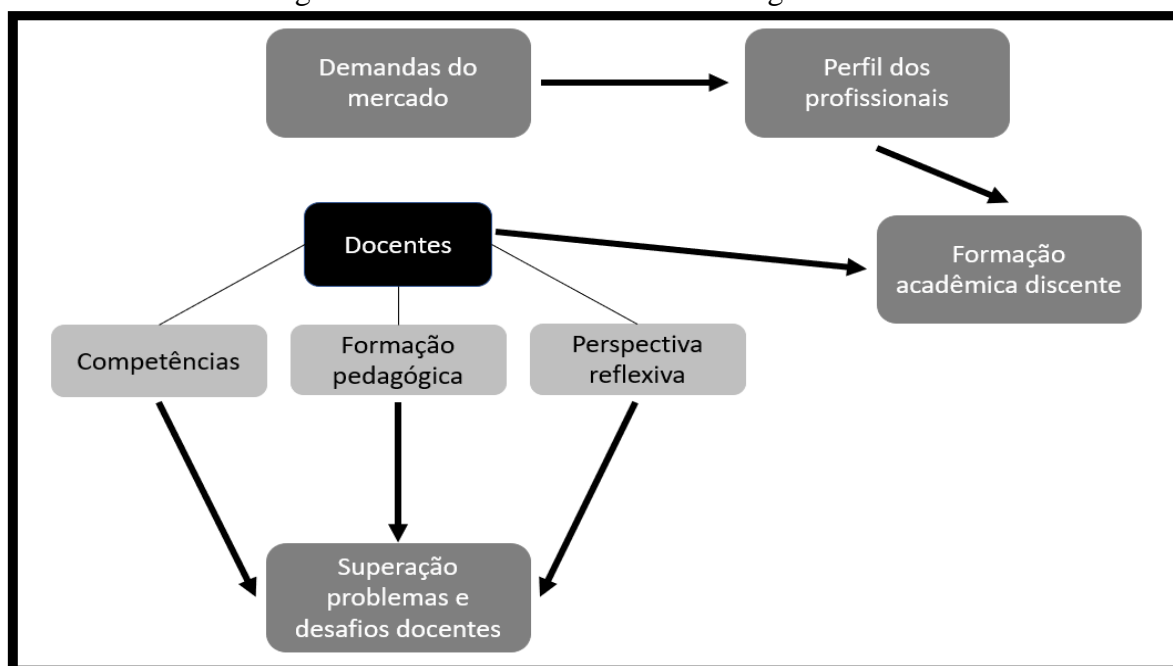 Demandas do
mercado
Perfil dos
profissionais
Docentes
Formação
acadêmica discente
Competências
Formação
pedagógica
Perspectiva
reflexiva
Superação
problemas e
desafios docentes